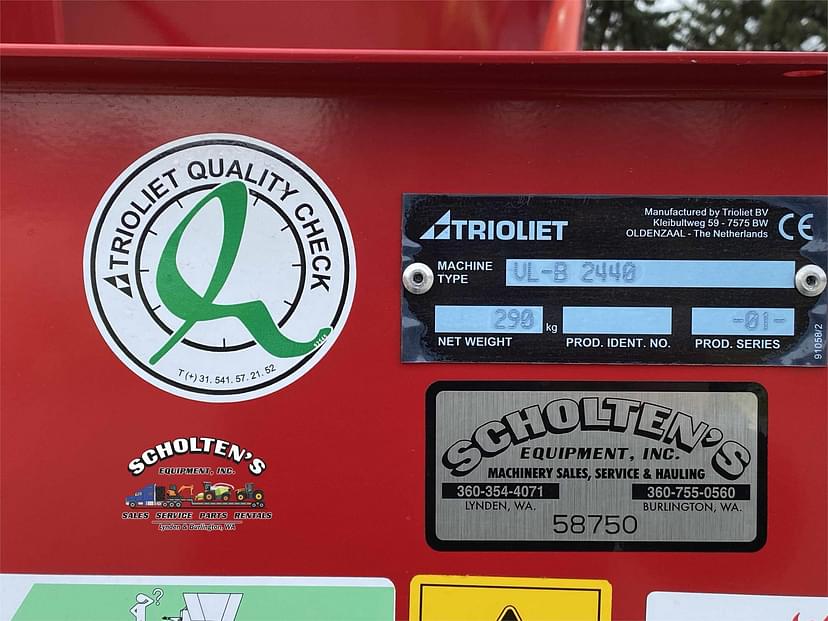 TRIOLIET QUALITY CHECK
T (+) 31. 541. 57. 21. 52
TRIOLIET
Manufactured by Trioliet BV
Kleibultweg 59 - 7575 BW
OLDENZAAL - The Netherlands
CE
MACHINE
TYPE
VL-B 2440
290 kg
-01-
NET WEIGHT
PROD. IDENT. NO.
PROD. SERIES
91058/2
SCHOLTEN'S
EQUIPMENT, INC.
SALES SERVICE PARTS RENTALS
Lynden & Burlington, WA
SCHOLTEN'S
EQUIPMENT, INC.
MACHINERY SALES, SERVICE & HAULING
360-354-4071
360-755-0560
LYNDEN, WA.
BURLINGTON, WA.
58750
?